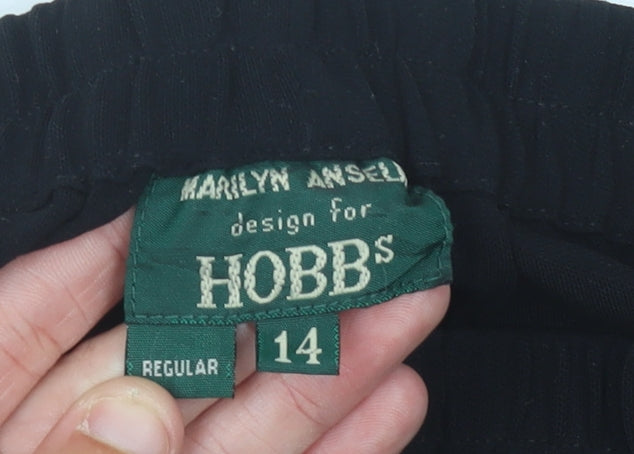 MARILYN ANSELL
design for
HOBBs
REGULAR
14